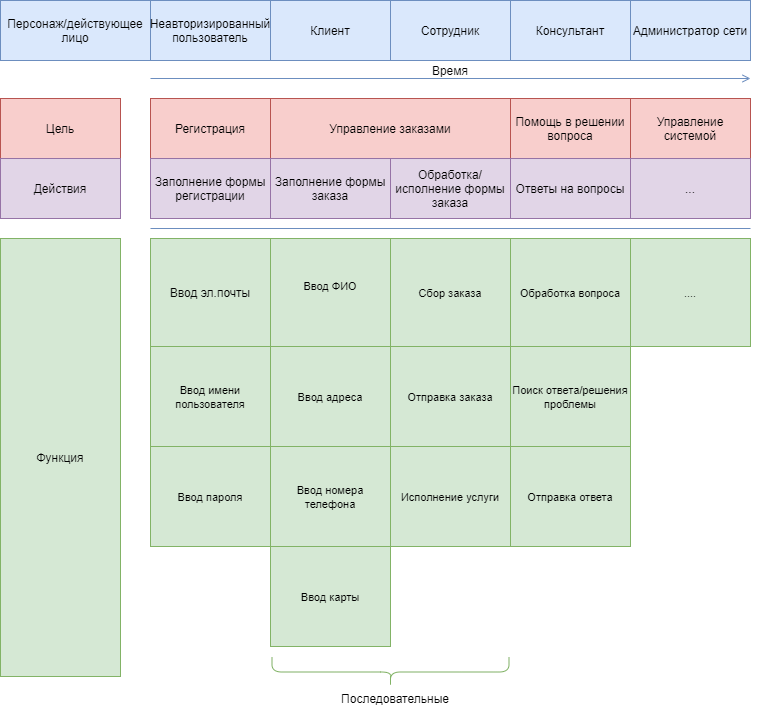 Персонаж/действующее
лицо
Неавторизированный
пользователь
Клиент
Сотрудник
Консультант
Администратор сети
Время
Цель
Регистрация
Управление заказами
Помощь в решении
вопроса
Управление
системой
Действия
Заполнение формы
регистрации
Заполнение формы
заказа
Обработка/
исполнение формы
заказа
Ответы на вопросы
...
Функция
Ввод эл.почты
Ввод ФИО
Сбор заказа
Обработка вопроса
....
Ввод имени
пользователя
Ввод адреса
Отправка заказа
Поиск ответа/решения
проблемы
Ввод пароля
Ввод номера
телефона
Исполнение услуги
Отправка ответа
Ввод карты
Последовательные